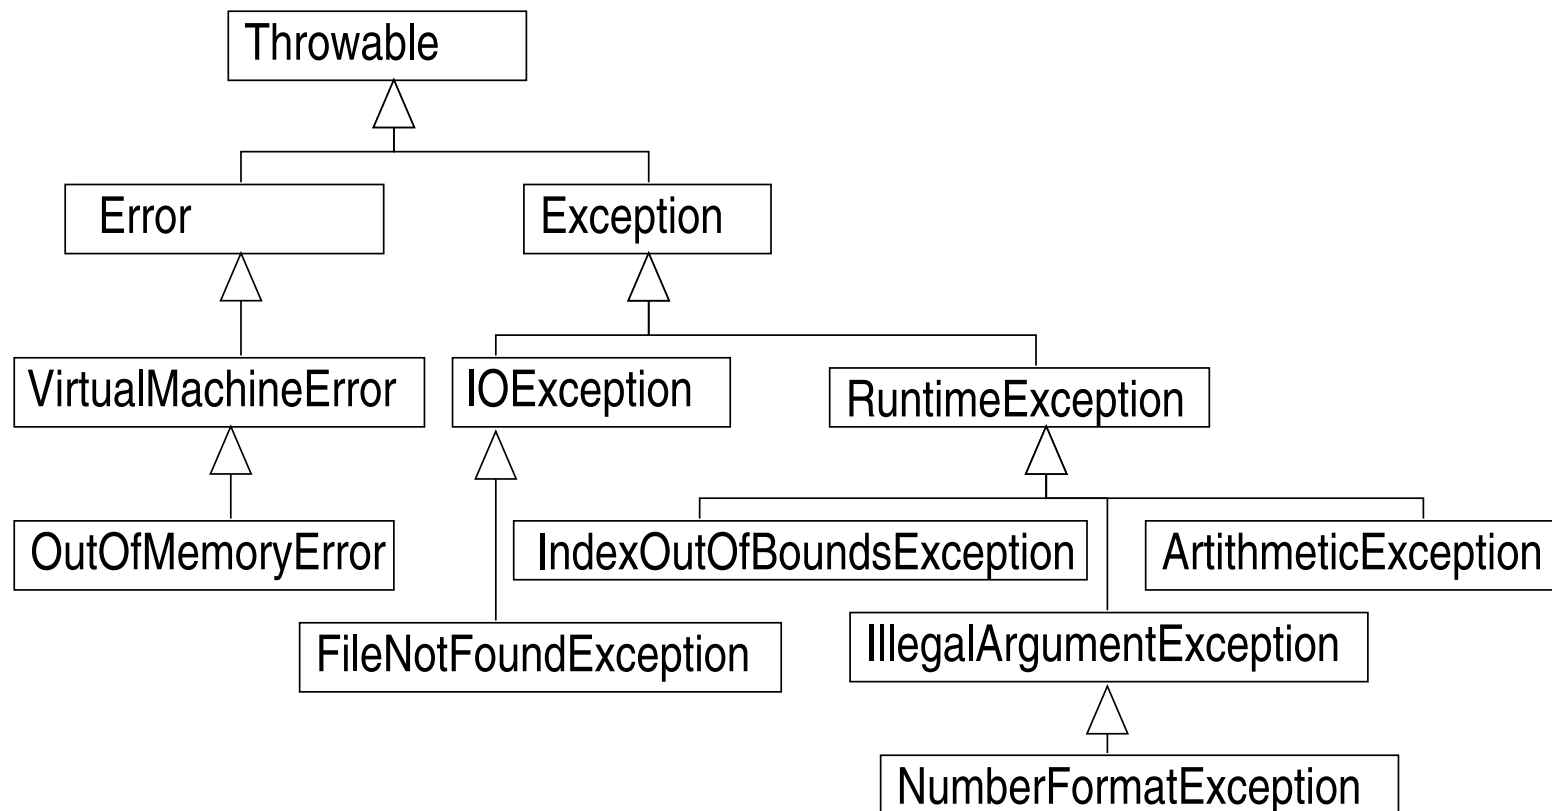 Throwable
Error
Exception
VirtualMachineError
IOException
RuntimeException
OutOfMemoryError
IndexOutOfBoundsException
ArtithmeticException
FileNotFoundException
IllegalArgumentException
NumberFormatException